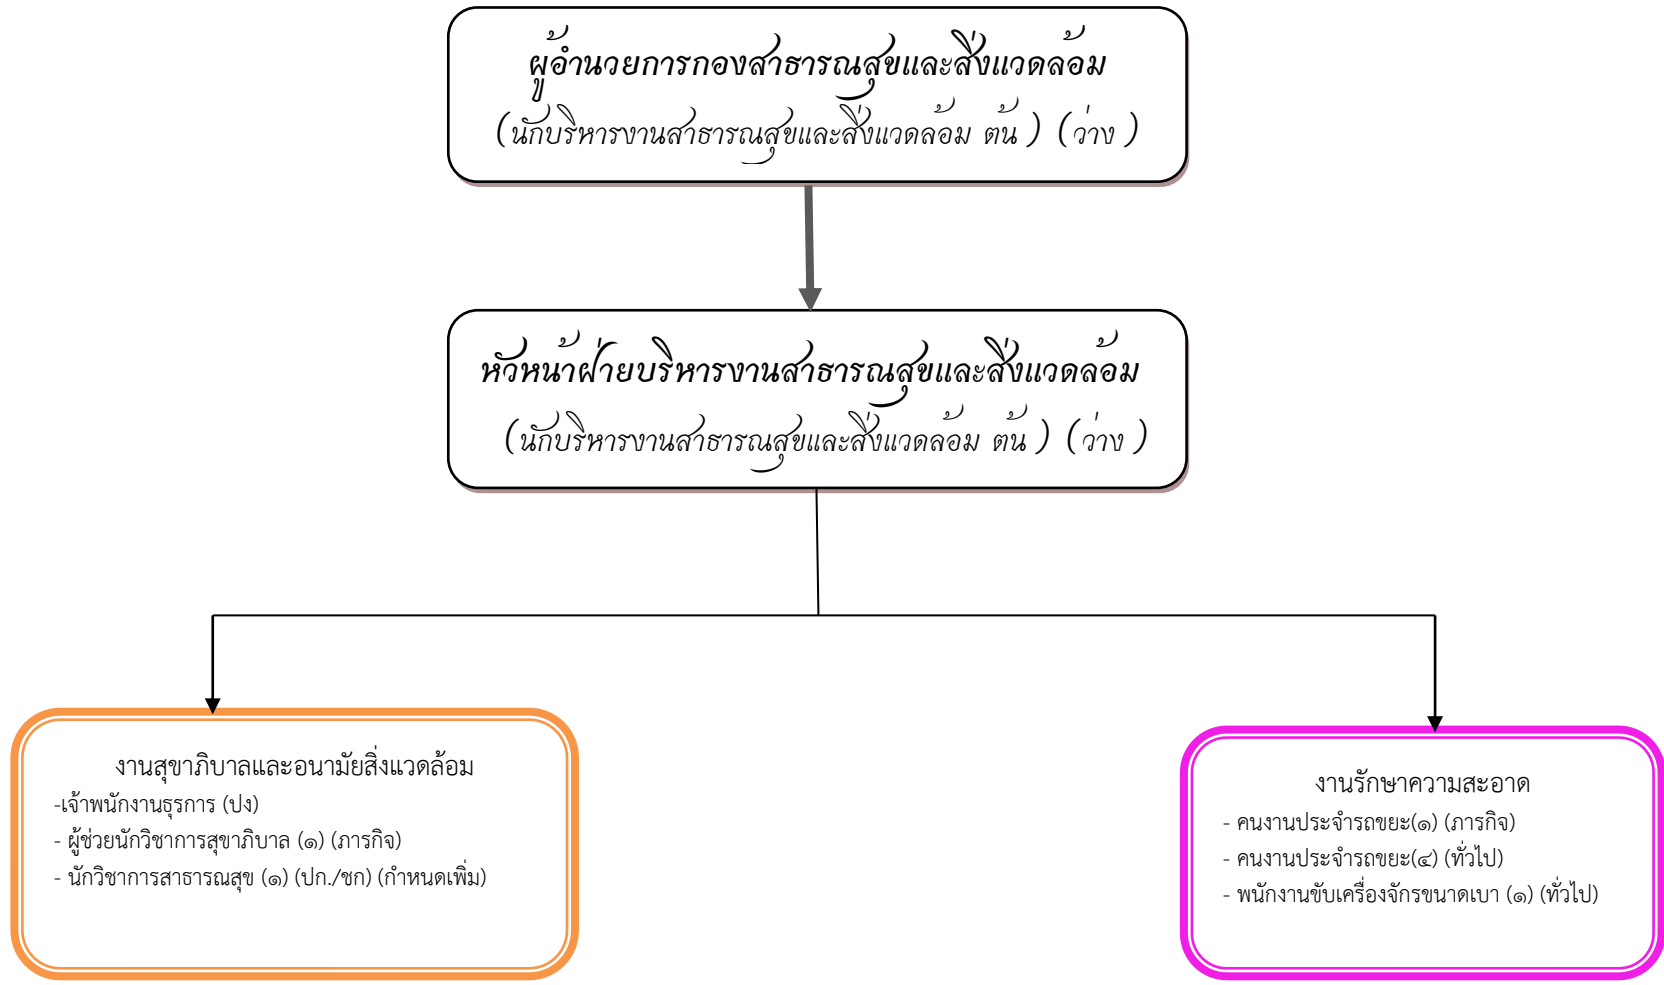 ผู้อำนวยการกองสาธารณสุขและสิ่งแวดล้อม
(นักบริหารงานสาธารณสุขและสิ่งแวดล้อม ต้น ) (ว่าง )
หัวหน้าฝ่ายบริหารงานสาธารณสุขและสิ่งแวดล้อม
(นักบริหารงานสาธารณสุขและสิ่งแวดล้อม ต้น ) (ว่าง )
งานสุขาภิบาลและอนามัยสิ่งแวดล้อม
-เจ้าพนักงานธุรการ (ปง)
- ผู้ช่วยนักวิชาการสุขาภิบาล (๑) (ภารกิจ)
- นักวิชาการสาธารณสุข (๑) (ปก./ชก) (กำหนดเพิ่ม)
งานรักษาความสะอาด
- คนงานประจำรถขยะ(๑) (ภารกิจ)
- คนงานประจำรถขยะ(๔) (ทั่วไป)
- พนักงานขับเครื่องจักรขนาดเบา (๑) (ทั่วไป)